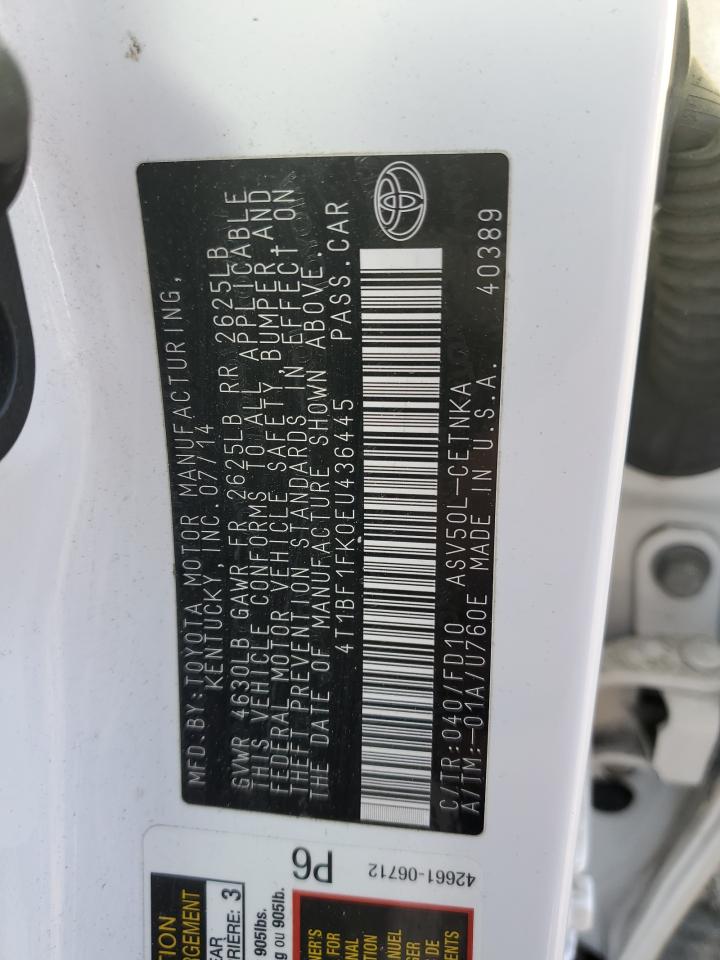 MFD.BY:TOYOTA MOTOR MANUFACTURING,
KENTUCKY,INC.07/14
GVWR 4630LB GAWR FR 2625LB RR 2625LB
THIS VEHICLE CONFORMS TO ALL APPLICABLE
FEDERAL MOTOR VEHICLE SAFETY,BUMPER,AND
THEFT PREVENTION STANDARDS IN EFFECT ON
THE DATE OF MANUFACTURE SHOWN ABOVE.
4T1BF1FK0EU436445 PASS.CAR
C/TR:040/FD10 ASV50L-CETNKA
A/TM:-01A/U760E MADE IN U.S.A. 40389
P6
42661-06712
3
905lbs.
ou 905lb.